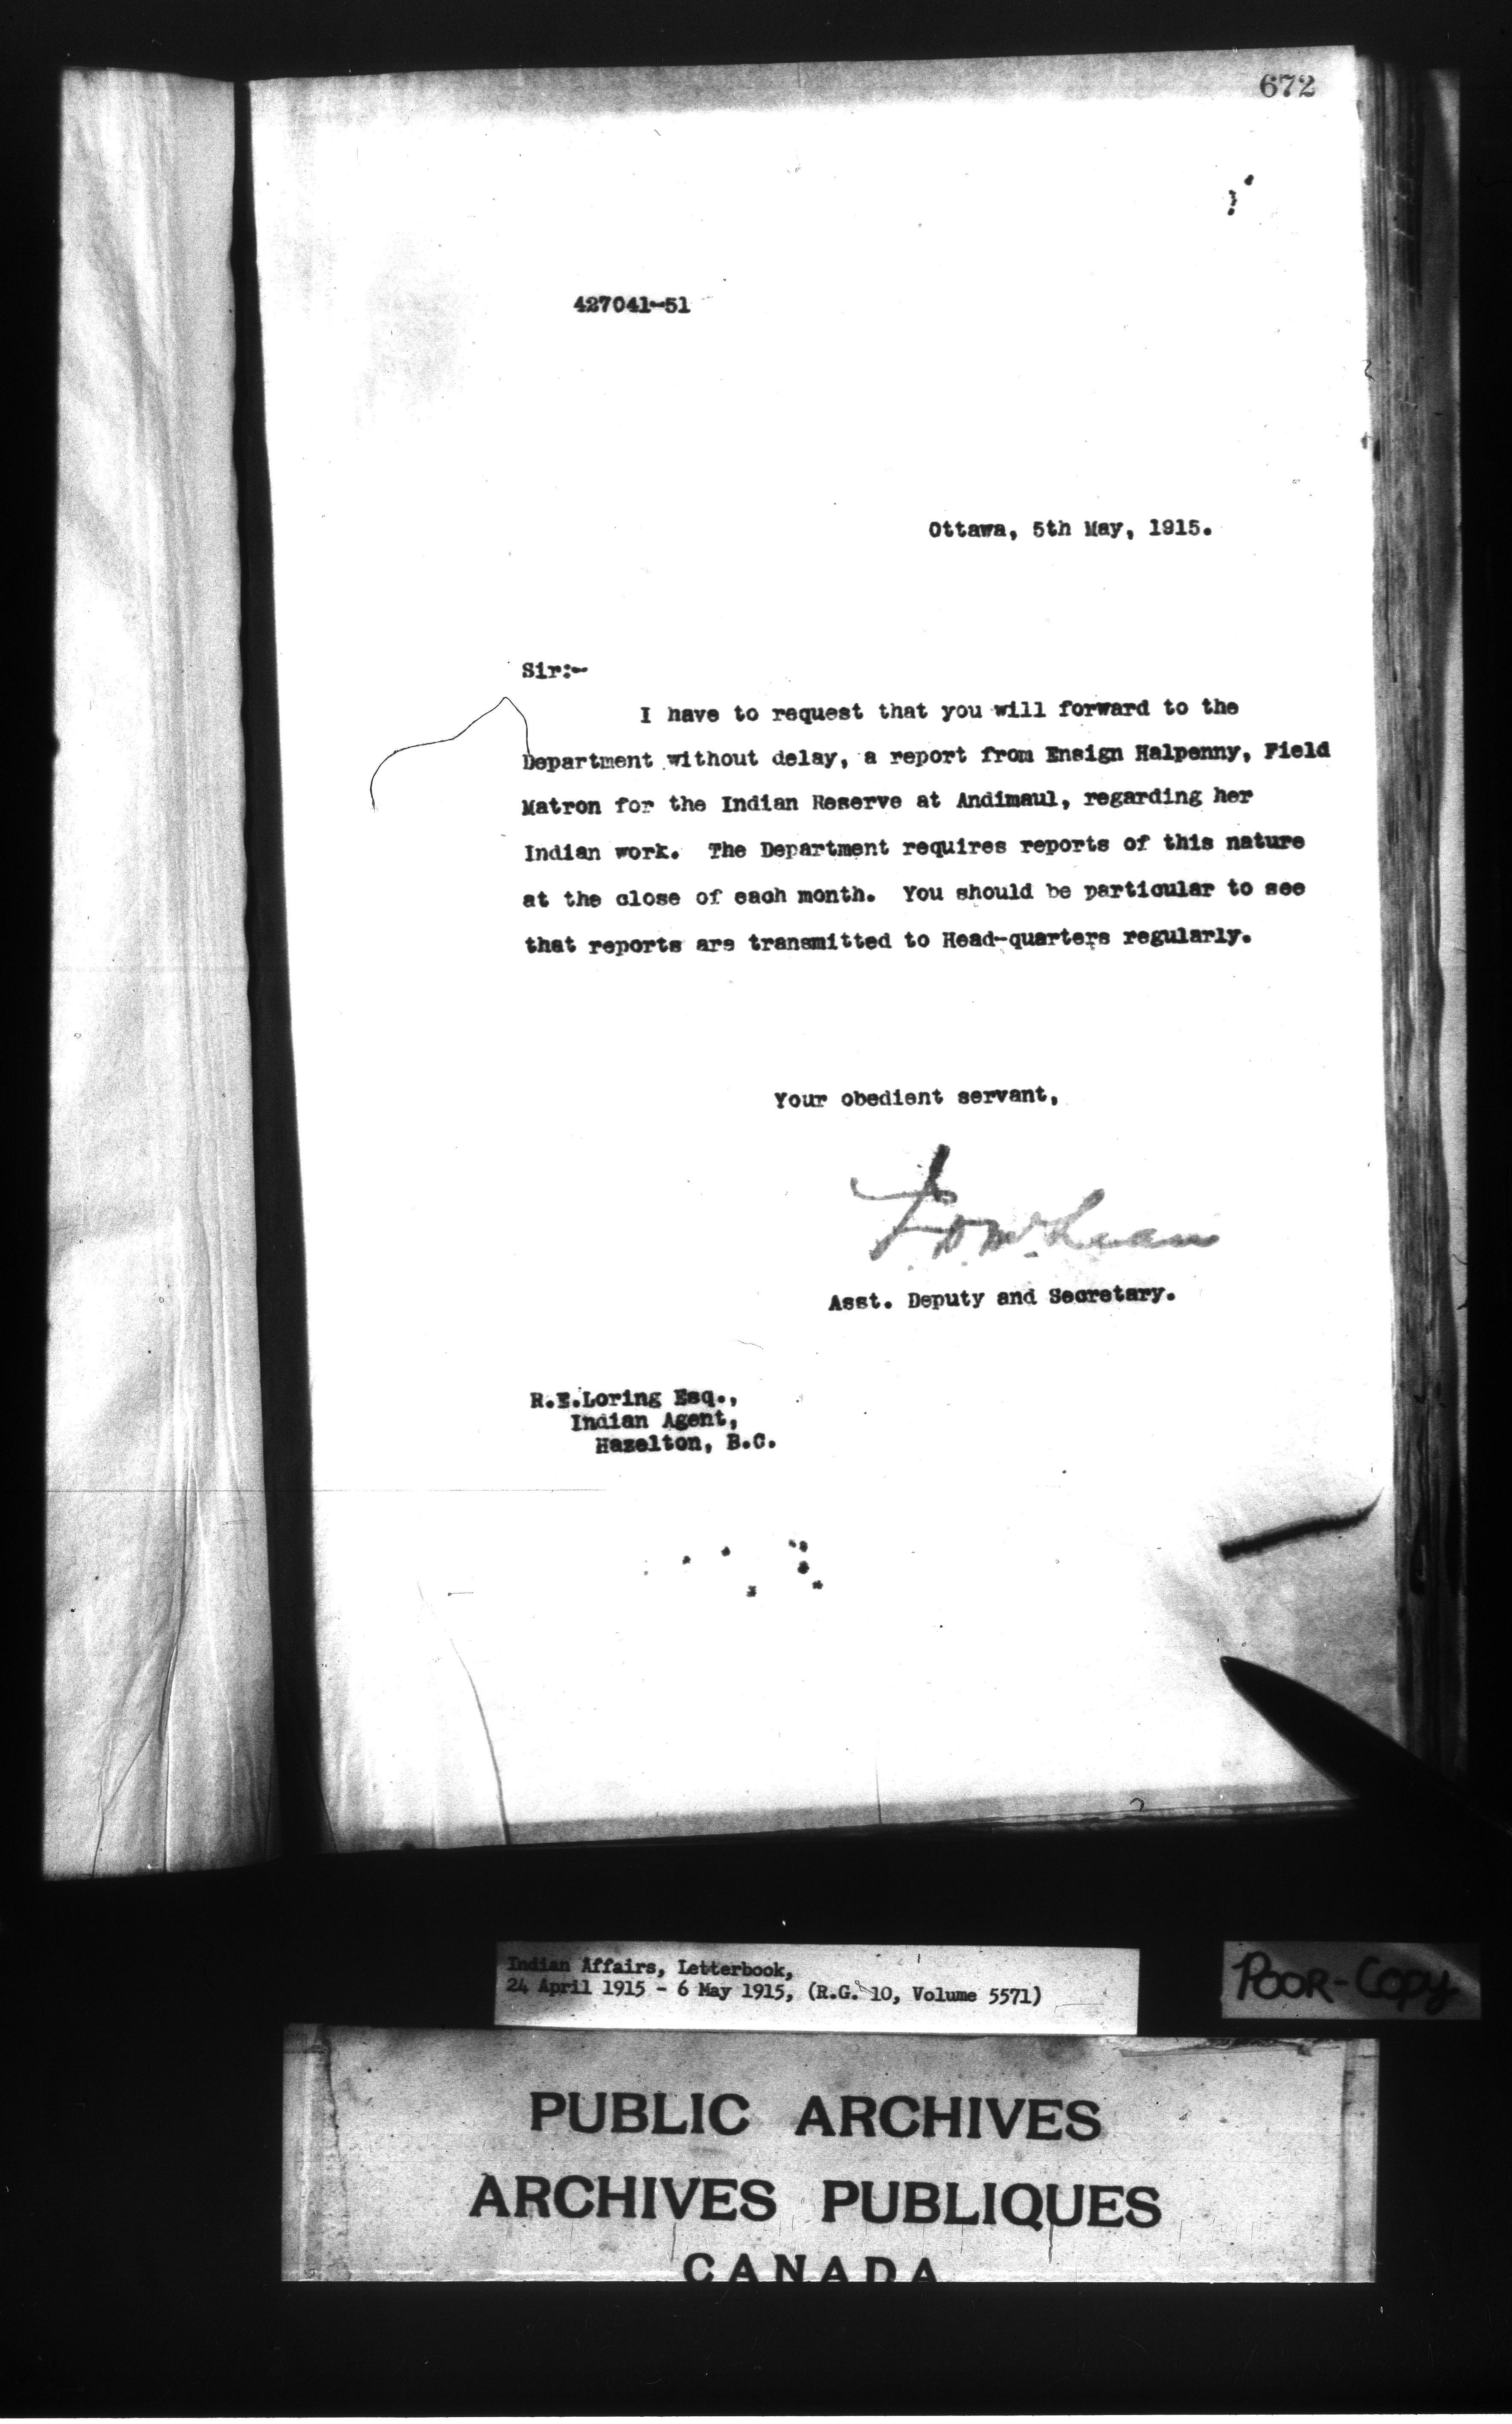 672
427041-51
Ottawa, 5th May, 1915.
Sir:-
I have to request that you will forward to the
Department without delay, a report from Ensign Halpenny, Field
Matron for the Indian Reserve at Andimaul, regarding her
Indian work. The Department requires reports of this nature
at the close of each month. You should be particular to see
that reports are transmitted to Head-quarters regularly.
Your obedient servant,
J.D. McLean
Asst. Deputy and Secretary.
R.E.Loring Esq.,
Indian Agent,
Hazelton, B.C.
Indian Affairs, Letterbook,
24 April 1915 - 6 May 1915, (R.G. 10, Volume 5571)
POOR-COPY
PUBLIC ARCHIVES
ARCHIVES PUBLIQUES
CANADA